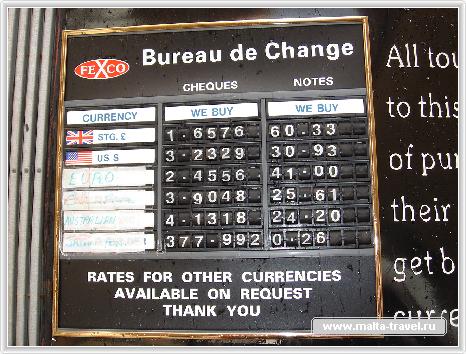 FEXCO
Bureau de Change
CHEQUES NOTES
CURRENCY WE BUY WE BUY
STG. £ 1.6576 60-33
US $ 3-2329 30-93
EURO 2.4556 41-00
3-9048 25-61
AUSTRALIAN 4-1318 24-20
377-992 0-26
RATES FOR OTHER CURRENCIES
AVAILABLE ON REQUEST
THANK YOU
All tou
to this
of pur
their
get b
curre
www.malta-travel.ru